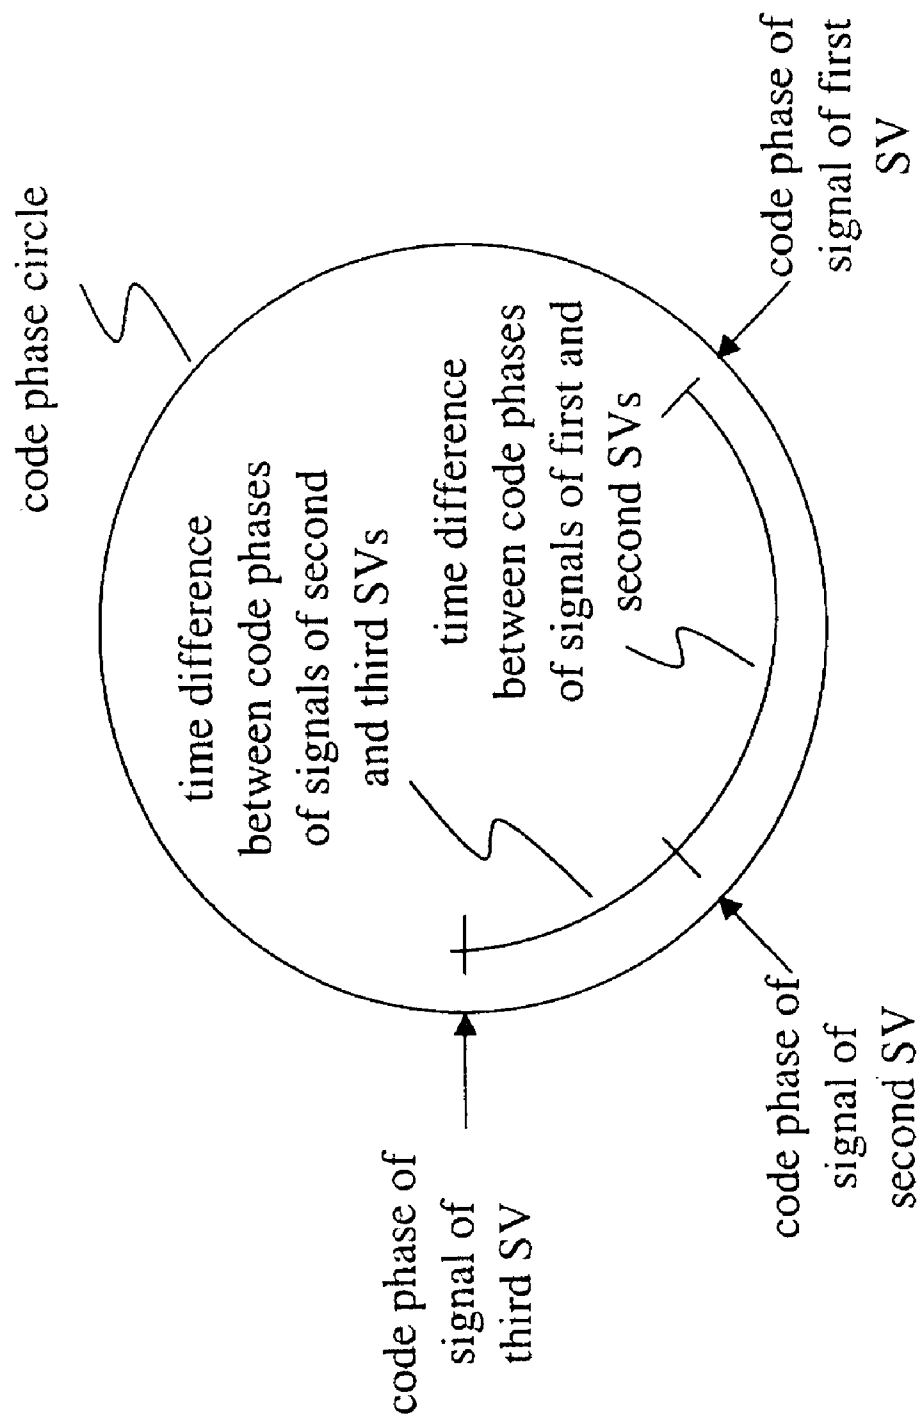 code phase circle
time difference
between code phases
of signals of second
and third SVs
time difference
between code phases
of signals of first and
second SVs
code phase of
signal of
third SV
code phase of
signal of
second SV
code phase of
signal of first
SV